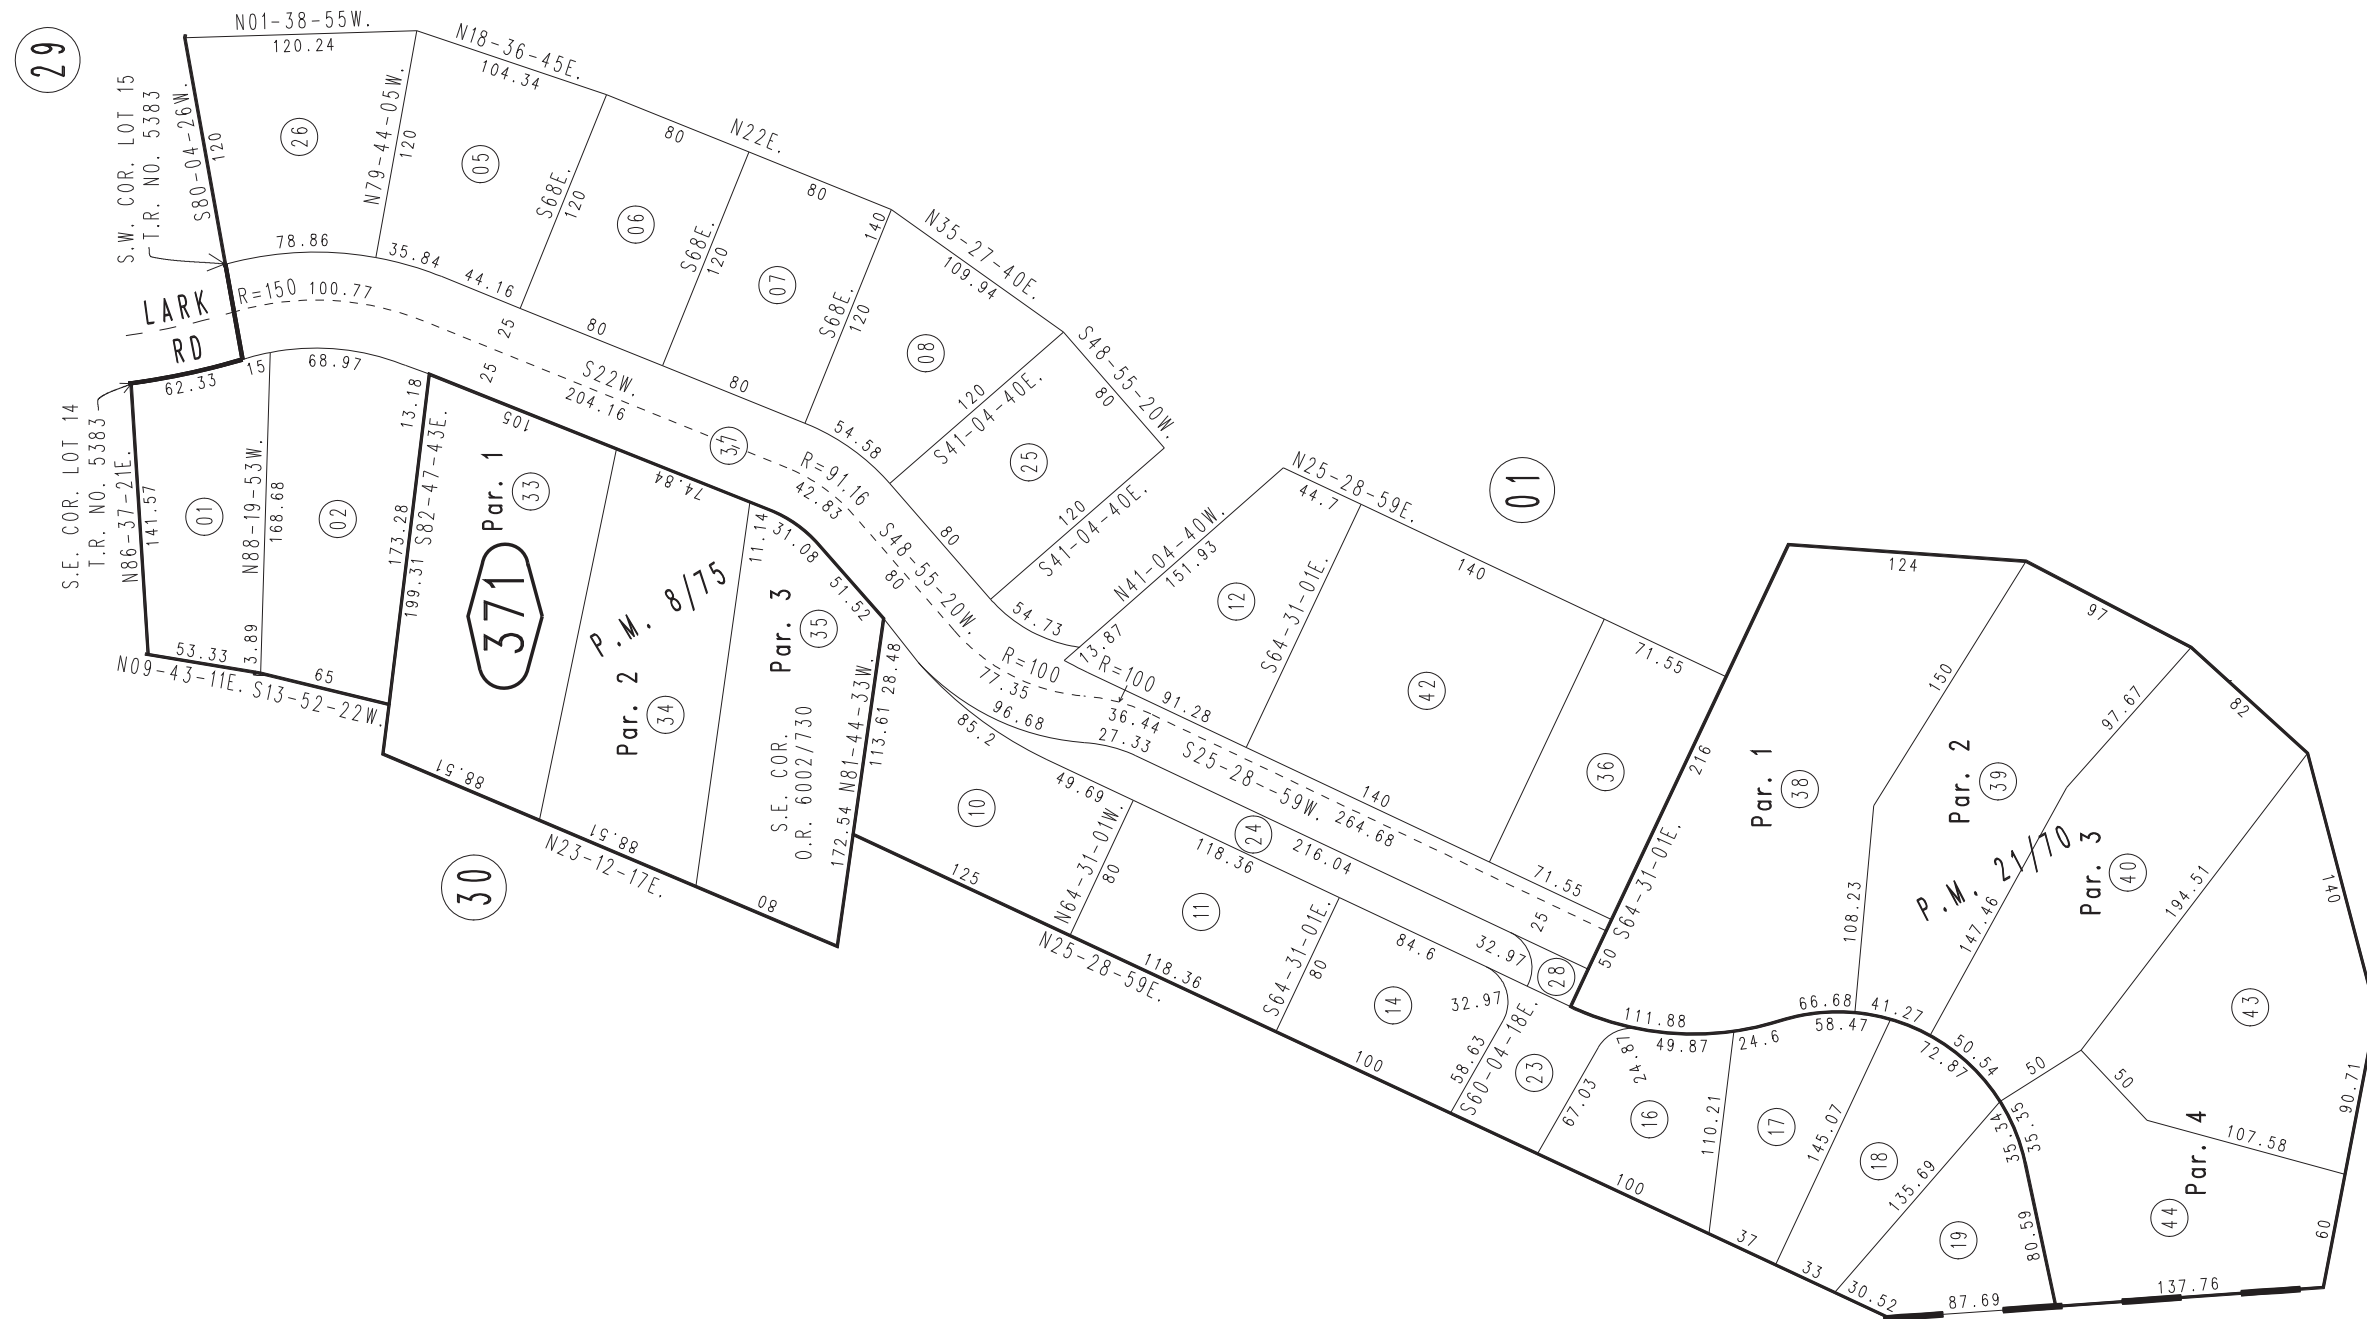 29
N01-38-55W.
120.24
N18-36-45E.
104.34
S.W. COR. LOT 15
T.R. NO. 5383
S80-04-26W.
120
26
N79-44-05W.
120
05
80
N22E.
S68E.
120
06
80
S68E.
120
07
140
N35-27-40E.
109.94
S68E.
120
08
S48-55-20W.
80
120
S41-04-40E.
25
120
S41-04-40E.
78.86
35.84
44.16
80
80
54.58
80
54.73
LARK
RD
R=150 100.77
25
25
S22W.
204.16
37
R=91.16
42.83
S48-55-20W.
80
R=100
77.35
R=100
36.44
S.E. COR. LOT 14
T.R. NO. 5383
N86-37-21E.
141.57
62.33
15
68.97
13.18
01
N88-19-53W.
168.68
02
173.28
199.31 S82-47-43E.
53.33
3.89
65
N09-43-11E. S13-52-22W.
105
Par. 1
33
371
74.84
P.M. 8/75
Par. 2
34
11.14
31.08
51.52
Par. 3
35
S.E. COR.
O.R. 6002/730
172.54 N81-44-33W.
113.61 28.48
88.51
88.51
N23-12-17E.
80
30
01
N25-28-59E.
44.7
N41-04-40W.
151.93
13.87
12
S64-31-01E.
140
42
71.55
36
91.28
140
71.55
S25-28--59W.
264.68
96.68
27.33
85.2
49.69
24
216.04
10
125
N64-31-01W.
80
118.36
11
N25-28-59E.
118.36
S64-31-01E.
80
84.6
32.97
25
50
28
14
32.97
58.63
S60-04-18E.
100
23
67.03
24.87
16
100
110.21
17
37
145.07
18
33
135.69
19
30.52
87.69
80.59
111.88
49.87
24.6
66.68
58.47
41.27
72.87
50.54
35.34
35.35
124
97
82
140
216
S64-31-01E.
Par. 1
38
150
108.23
Par. 2
39
97.67
147.46
P.M. 21/70
Par. 3
40
194.51
43
50
50
107.58
90.71
Par. 4
44
60
137.76